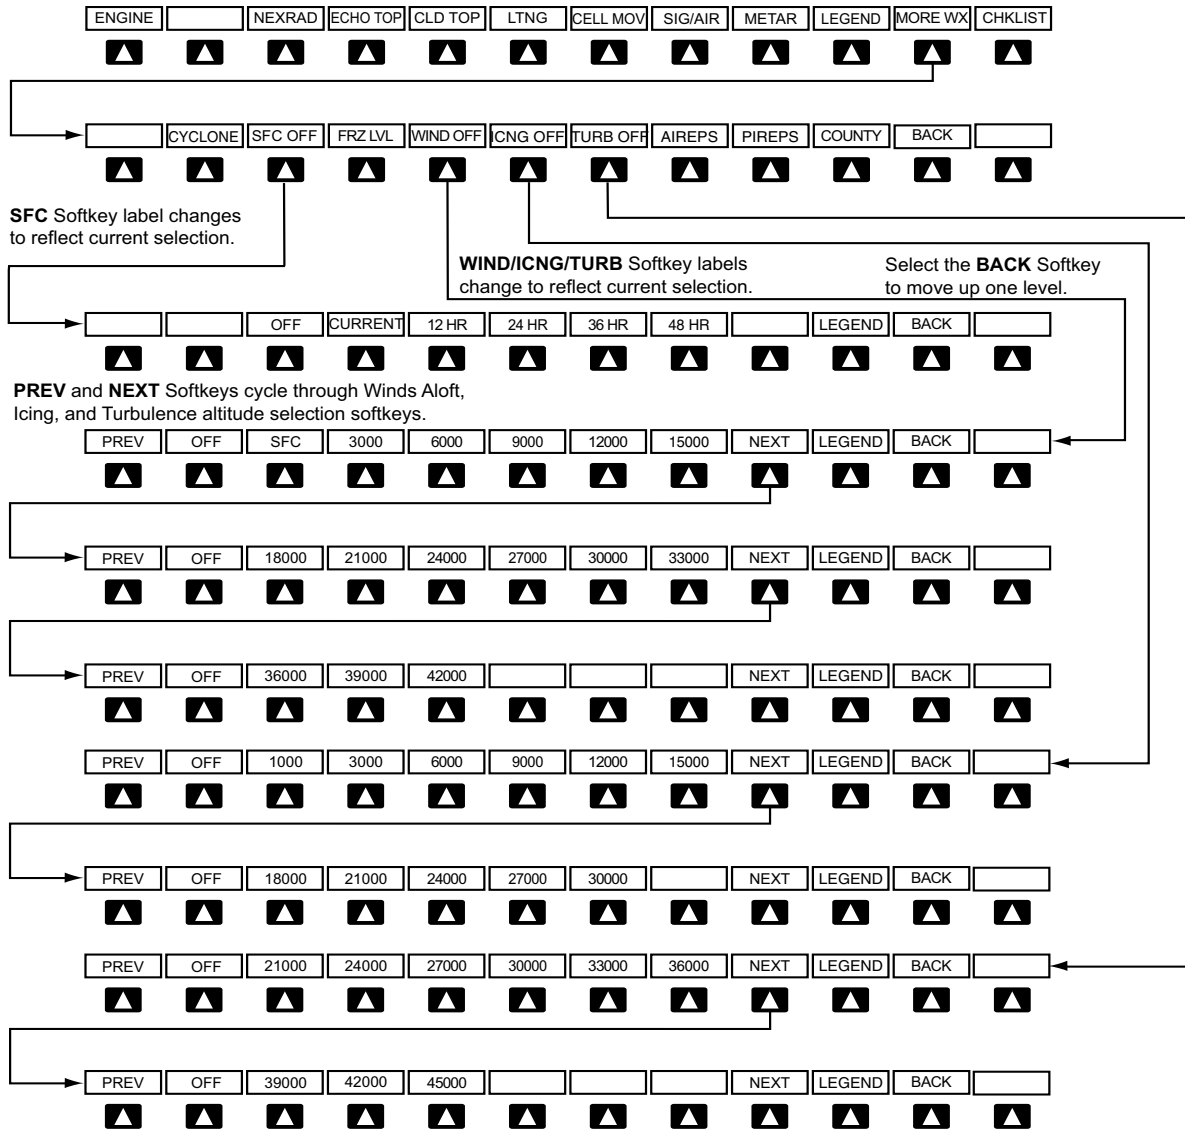 ENGINE NEXRAD ECHO TOP CLD TOP LTNG CELL MOV SIG/AIR METAR LEGEND MORE WX CHKLIST
CYCLONE SFC OFF FRZ LVL WIND OFF ICNG OFF TURB OFF AIREPS PIREPS COUNTY BACK
SFC Softkey label changes
to reflect current selection.
WIND/ICNG/TURB Softkey labels
change to reflect current selection.
Select the BACK Softkey
to move up one level.
OFF CURRENT 12 HR 24 HR 36 HR 48 HR LEGEND BACK
PREV and NEXT Softkeys cycle through Winds Aloft,
Icing, and Turbulence altitude selection softkeys.
PREV OFF SFC 3000 6000 9000 12000 15000 NEXT LEGEND BACK
PREV OFF 18000 21000 24000 27000 30000 33000 NEXT LEGEND BACK
PREV OFF 36000 39000 42000 NEXT LEGEND BACK
PREV OFF 1000 3000 6000 9000 12000 15000 NEXT LEGEND BACK
PREV OFF 18000 21000 24000 27000 30000 NEXT LEGEND BACK
PREV OFF 21000 24000 27000 30000 33000 36000 NEXT LEGEND BACK
PREV OFF 39000 42000 45000 NEXT LEGEND BACK